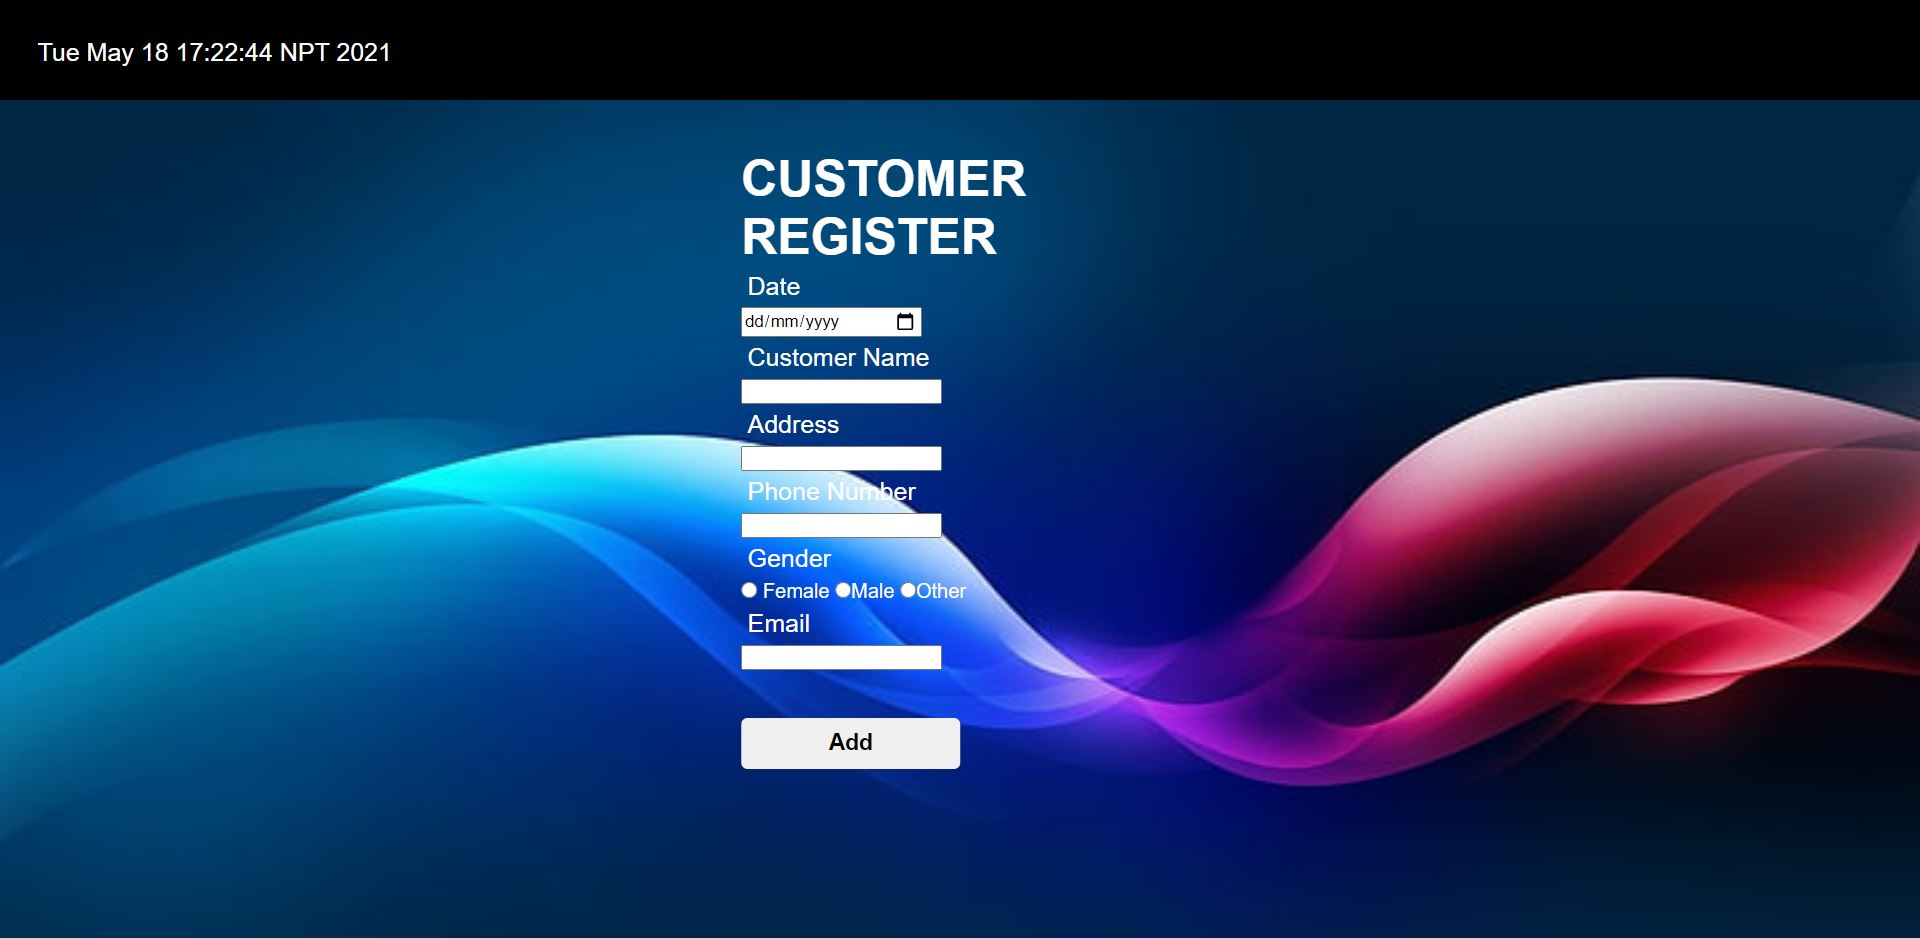 Tue May 18 17:22:44 NPT 2021
CUSTOMER
REGISTER
Date
dd/mm/yyyy
Customer Name
Address
Phone Number
Gender
Female Male Other
Email
Add